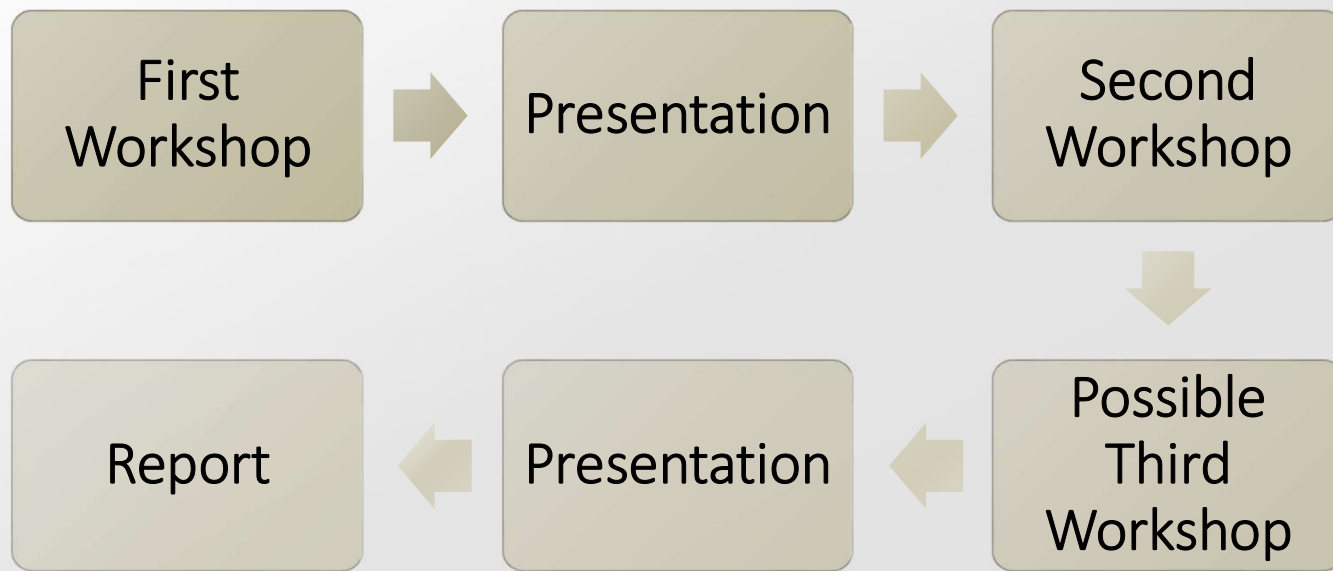 First
Workshop
Presentation
Second
Workshop
Possible
Third
Workshop
Presentation
Report